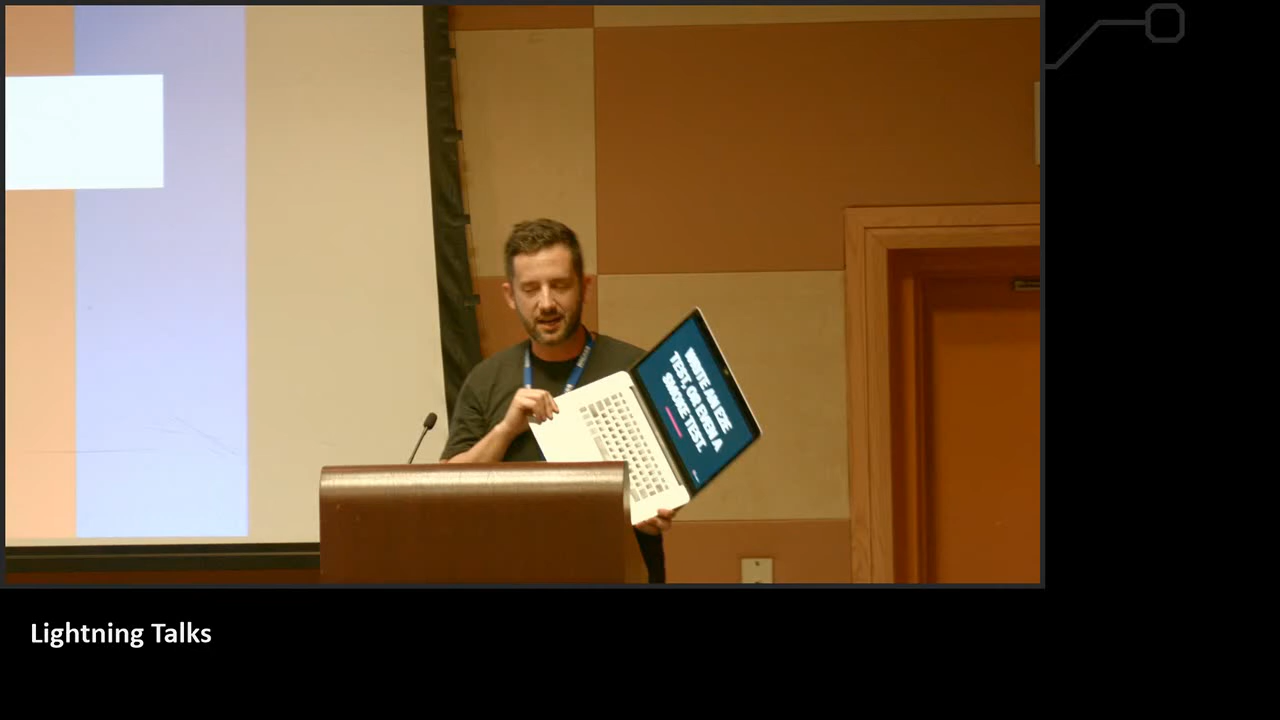 WRITE AN E2E
TEST, OR EVEN A
SMOKE TEST.
Lightning Talks